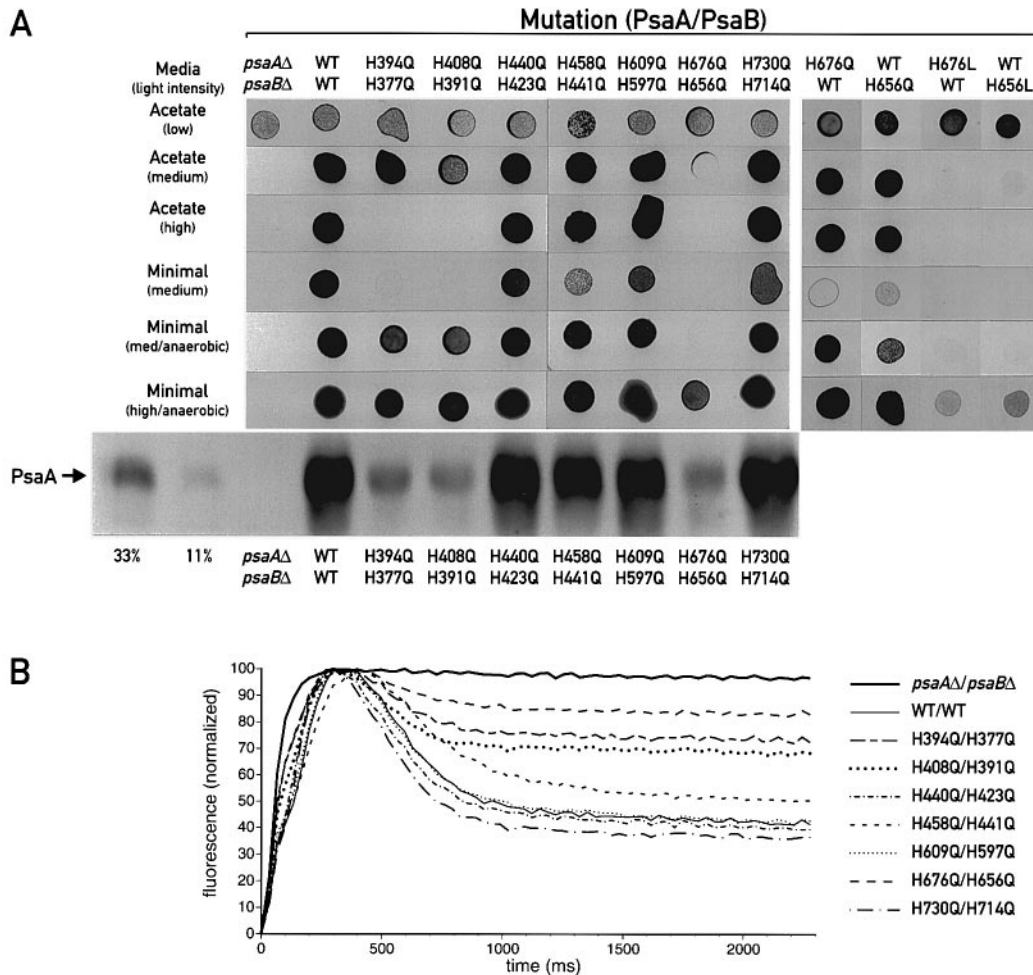 A
Mutation (PsaA/PsaB)
Media
(light intensity)
psaAΔ WT H394Q H408Q H440Q H458Q H609Q H676Q H730Q H676Q WT H676L WT
psaBΔ WT H377Q H391Q H423Q H441Q H597Q H656Q H714Q WT H656Q WT H656L
Acetate
(low)
Acetate
(medium)
Acetate
(high)
Minimal
(medium)
Minimal
(med/anaerobic)
Minimal
(high/anaerobic)
PsaA
33% 11% psaAΔ WT H394Q H408Q H440Q H458Q H609Q H676Q H730Q
psaBΔ WT H377Q H391Q H423Q H441Q H597Q H656Q H714Q
B
fluorescence (normalized)
100
90
80
70
60
50
40
30
20
10
0
0 500 1000 1500 2000
time (ms)
psaAΔ/psaBΔ
WT/WT
H394Q/H377Q
H408Q/H391Q
H440Q/H423Q
H458Q/H441Q
H609Q/H597Q
H676Q/H656Q
H730Q/H714Q